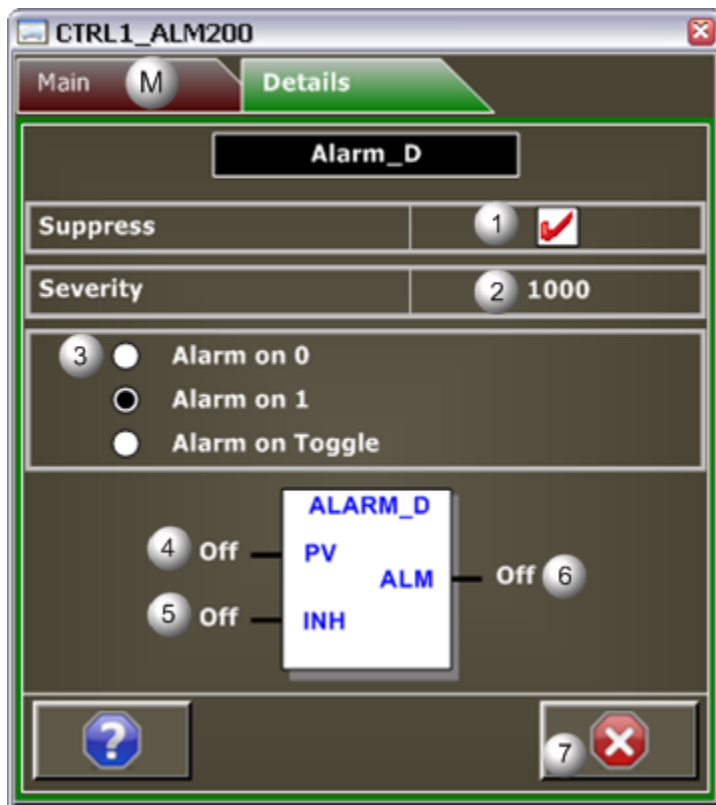 CTRL1_ALM200
Main M Details
Alarm_D
Suppress 1
Severity 2 1000
3 Alarm on 0
Alarm on 1
Alarm on Toggle
ALARM_D
4 Off PV
ALM Off 6
5 Off INH
? 7